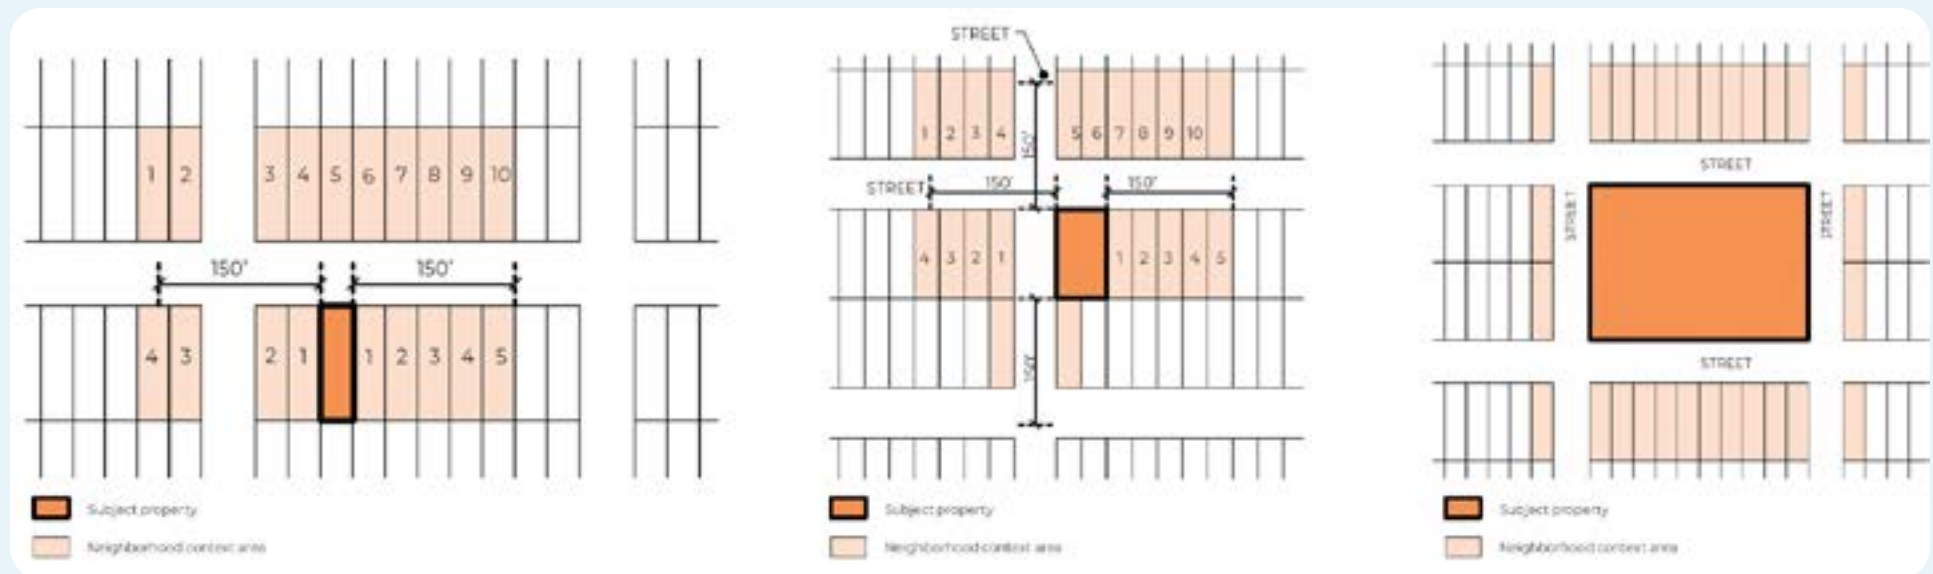 1 2 3 4 5 6 7 8 9 10
150' 150'
4 3 2 1 1 2 3 4 5
Subject property
Neighborhood context area
STREET
1 2 3 4 5 6 7 8 9 10
150'
STREET 150' 150'
4 3 2 1 1 2 3 4 5
150'
Subject property
Neighborhood context area
STREET
STREET STREET
STREET
Subject property
Neighborhood context area